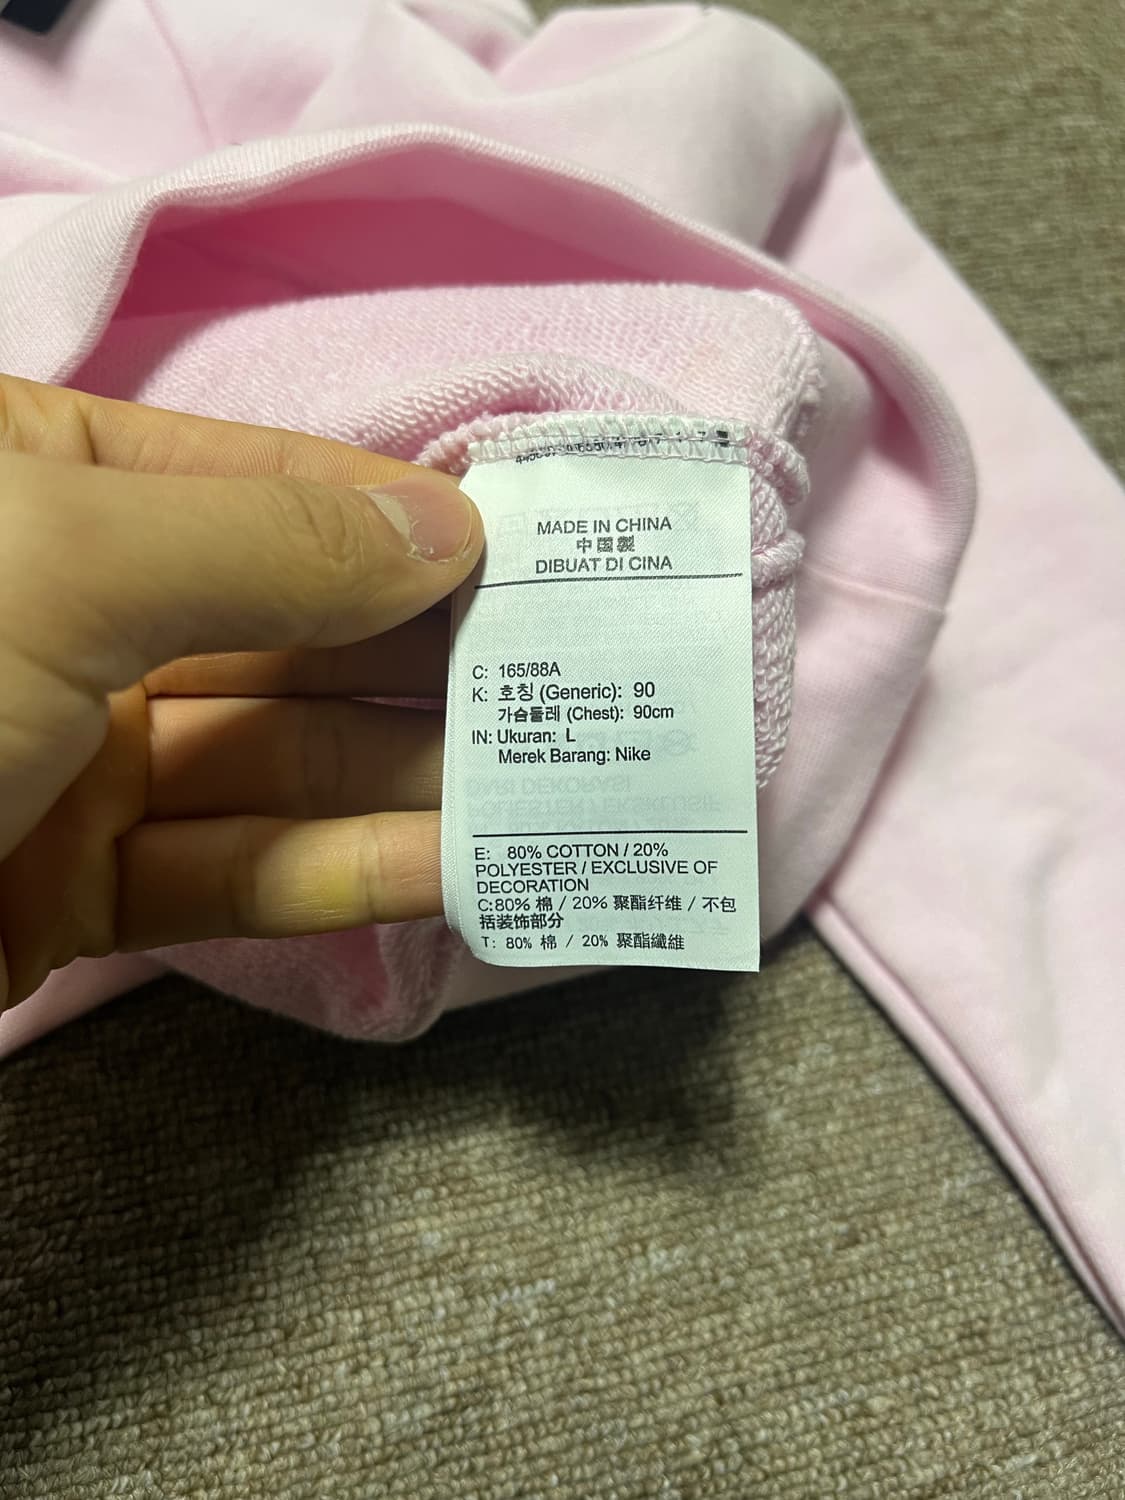 MADE IN CHINA
中国製
DIBUAT DI CINA
C: 165/88A
K: 호칭 (Generic): 90
가슴둘레 (Chest): 90cm
IN: Ukuran: L
Merek Barang: Nike
E: 80% COTTON / 20%
POLYESTER / EXCLUSIVE OF
DECORATION
C:80% 棉 / 20% 聚酯纤维 / 不包
括装饰部分
T: 80% 棉 / 20% 聚酯纖維